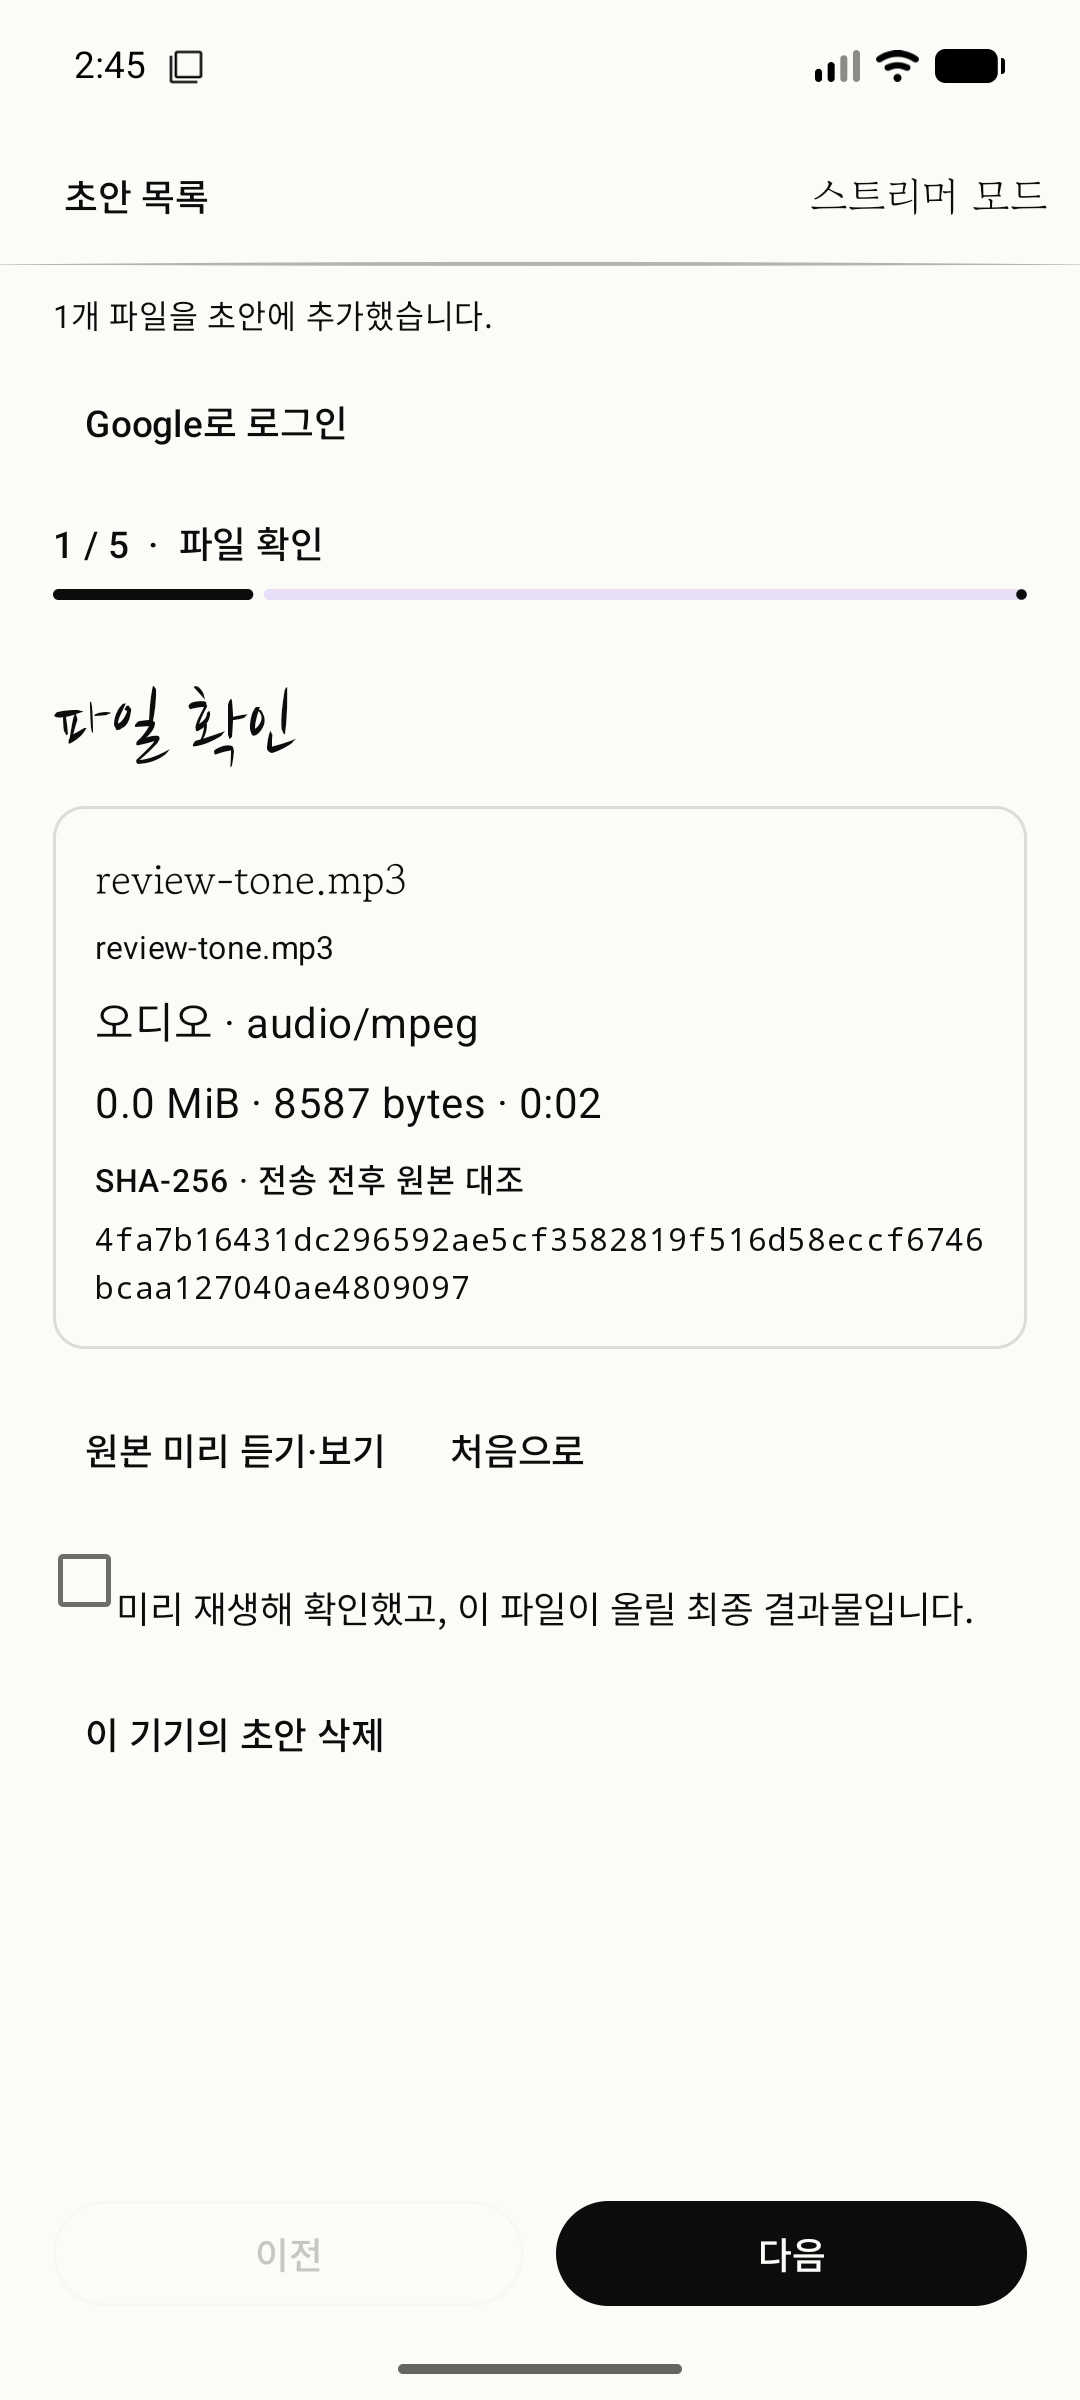 2:45
초안 목록
스트리머 모드
1개 파일을 초안에 추가했습니다.
Google로 로그인
1 / 5 · 파일 확인
파일 확인
review-tone.mp3
review-tone.mp3
오디오 · audio/mpeg
0.0 MiB · 8587 bytes · 0:02
SHA-256 · 전송 전후 원본 대조
4fa7b16431dc296592ae5cf3582819f516d58eccf6746
bcaa127040ae4809097
원본 미리 듣기·보기
처음으로
미리 재생해 확인했고, 이 파일이 올릴 최종 결과물입니다.
이 기기의 초안 삭제
이전
다음